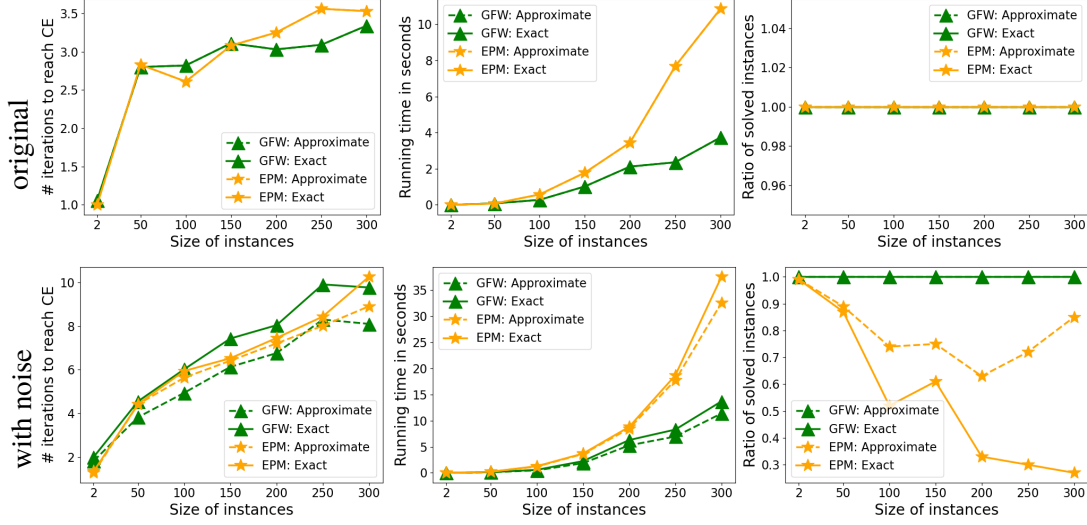 original
# iterations to reach CE
3.5
3.0
2.5
2.0
1.5
1.0
GFW: Approximate
GFW: Exact
EPM: Approximate
EPM: Exact
2 50 100 150 200 250 300
Size of instances
Running time in seconds
10
8
6
4
2
0
GFW: Approximate
GFW: Exact
EPM: Approximate
EPM: Exact
2 50 100 150 200 250 300
Size of instances
Ratio of solved instances
1.04
1.02
1.00
0.98
0.96
GFW: Approximate
GFW: Exact
EPM: Approximate
EPM: Exact
2 50 100 150 200 250 300
Size of instances
with noise
# iterations to reach CE
10
8
6
4
2
GFW: Approximate
GFW: Exact
EPM: Approximate
EPM: Exact
2 50 100 150 200 250 300
Size of instances
Running time in seconds
35
30
25
20
15
10
5
0
GFW: Approximate
GFW: Exact
EPM: Approximate
EPM: Exact
2 50 100 150 200 250 300
Size of instances
Ratio of solved instances
1.0
0.9
0.8
0.7
0.6
0.5
0.4
0.3
GFW: Approximate
GFW: Exact
EPM: Approximate
EPM: Exact
2 50 100 150 200 250 300
Size of instances